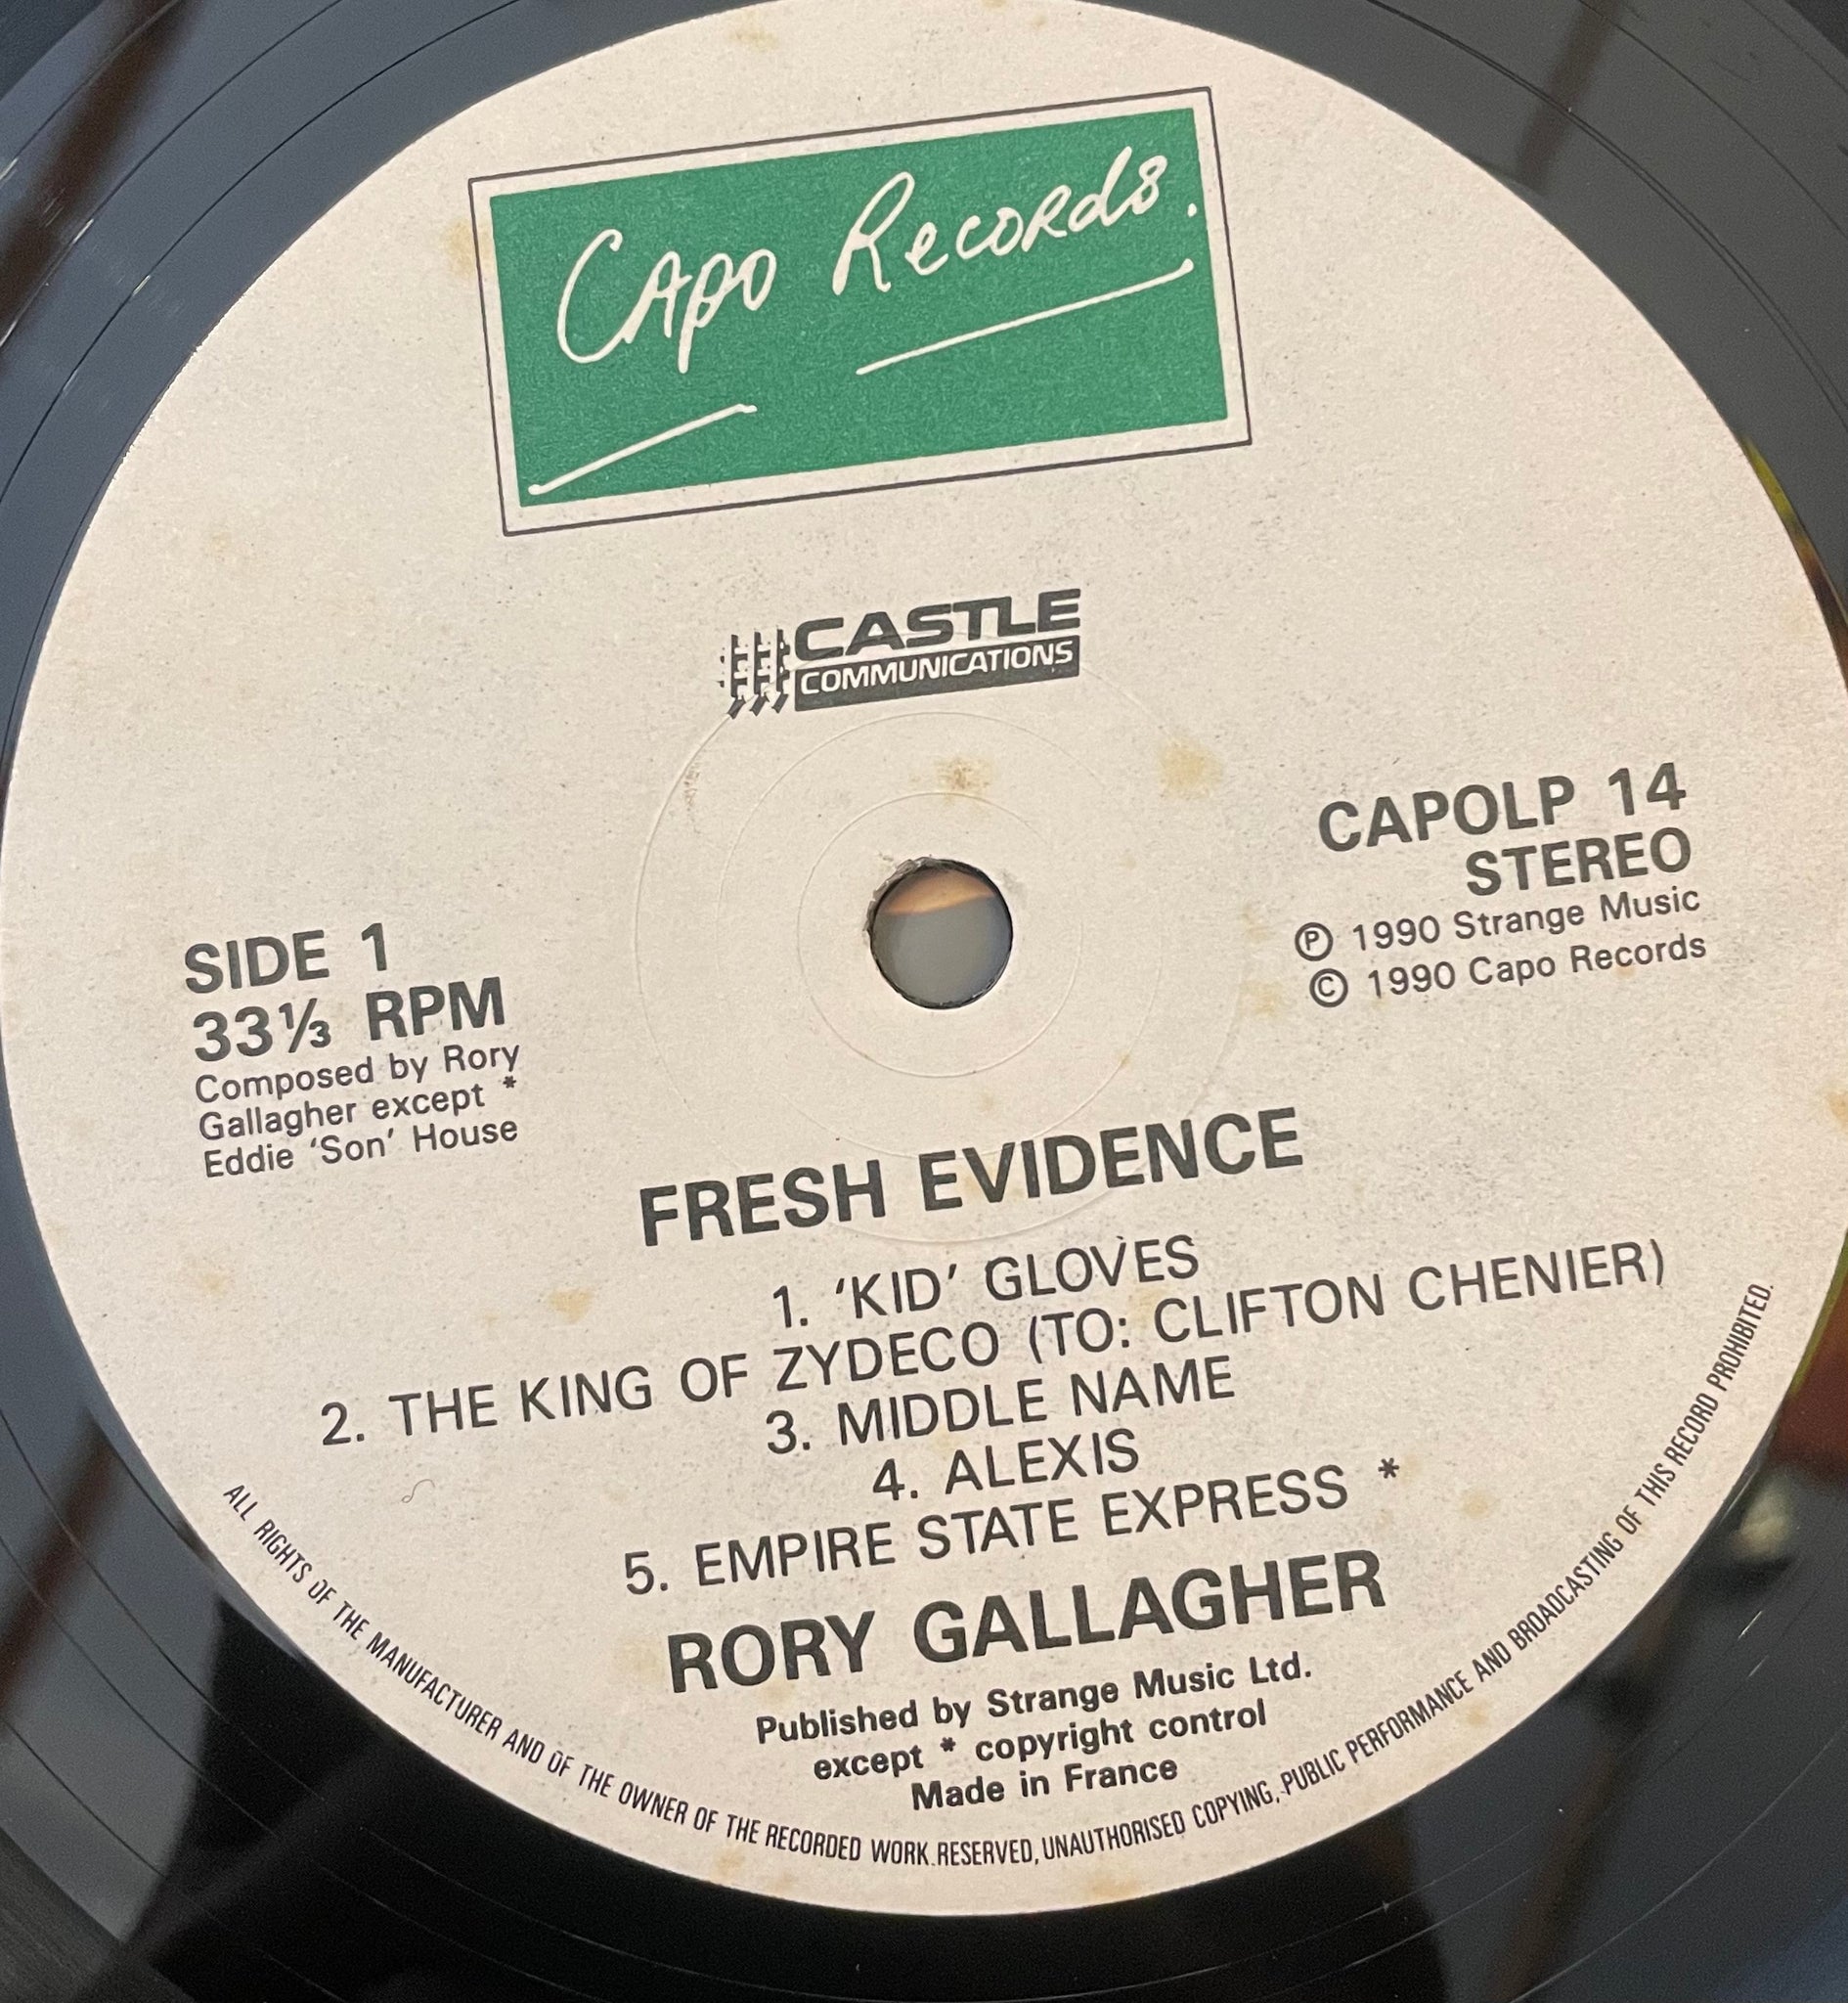 CAPO RECORDS.
CASTLE
COMMUNICATIONS
CAPOLP 14
STEREO
Ⓟ 1990 Strange Music
© 1990 Capo Records
SIDE 1
33⅓ RPM
Composed by Rory
Gallagher except *
Eddie ‘Son’ House
FRESH EVIDENCE
1. ‘KID’ GLOVES
2. THE KING OF ZYDECO (TO: CLIFTON CHENIER)
3. MIDDLE NAME
4. ALEXIS
5. EMPIRE STATE EXPRESS *
RORY GALLAGHER
Published by Strange Music Ltd.
except * copyright control
Made in France
ALL RIGHTS OF THE MANUFACTURER AND OF THE OWNER OF THE RECORDED WORK RESERVED, UNAUTHORISED COPYING, PUBLIC PERFORMANCE AND BROADCASTING OF THIS RECORD PROHIBITED.